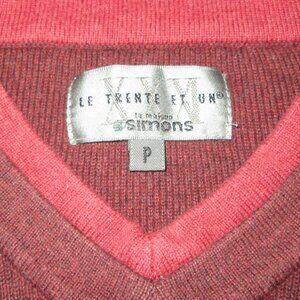 XXXI
LE TRENTE ET UN®
la maison
simons
P